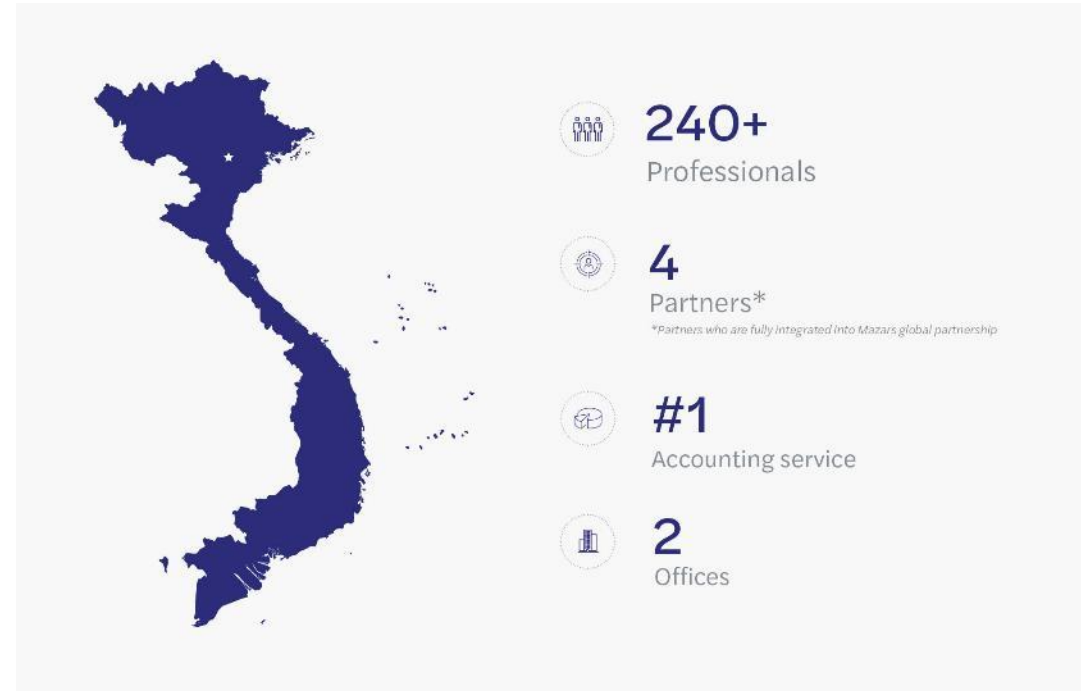 240+
Professionals
4
Partners*
*Partners who are fully integrated into Mazars global partnership
#1
Accounting service
2
Offices